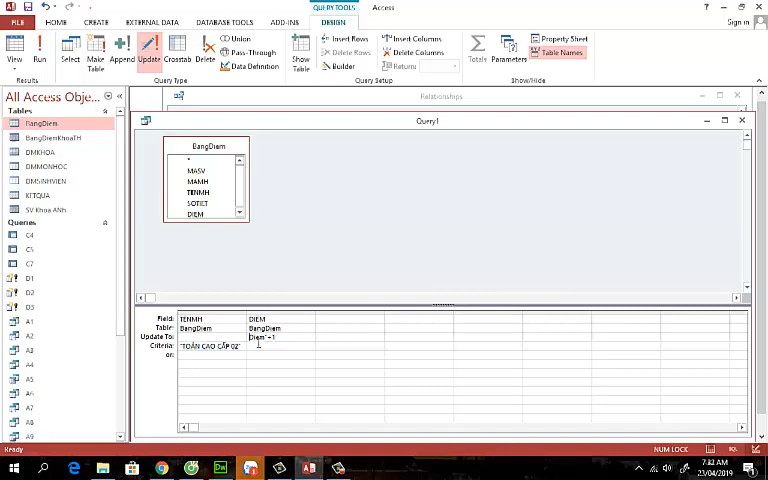 QUERY TOOLS
Access
FILE
HOME
CREATE
EXTERNAL DATA
DATABASE TOOLS
ADD-INS
DESIGN
Sign in
View
Run
Select
Make
Table
Append
Update
Crosstab
Delete
Union
Pass-Through
Data Definition
Show
Table
Insert Rows
Delete Rows
Builder
Insert Columns
Delete Columns
Return:
Totals
Parameters
Property Sheet
Table Names
Results
Query Type
Query Setup
Show/Hide
All Access Obje...
Tables
BangDiem
BangDiemKhoaTH
DMKHOA
DMMONHOC
DMSINHVIEN
KETQUA
SV Khoa ANh
Queries
C4
C5
C7
D1
D2
D3
A1
A2
A3
A4
A5
A6
A7
A8
A9
Relationships
Query1
BangDiem
*
MASV
MAMH
TENMH
SOTIET
DIEM
Field: TENMH DIEM
Table: BangDiem BangDiem
Update To: Diem"+1
Criteria: "TOÁN CAO CẤP 02"
or:
Ready
NUM LOCK
SQL
7:32 AM
23/04/2019